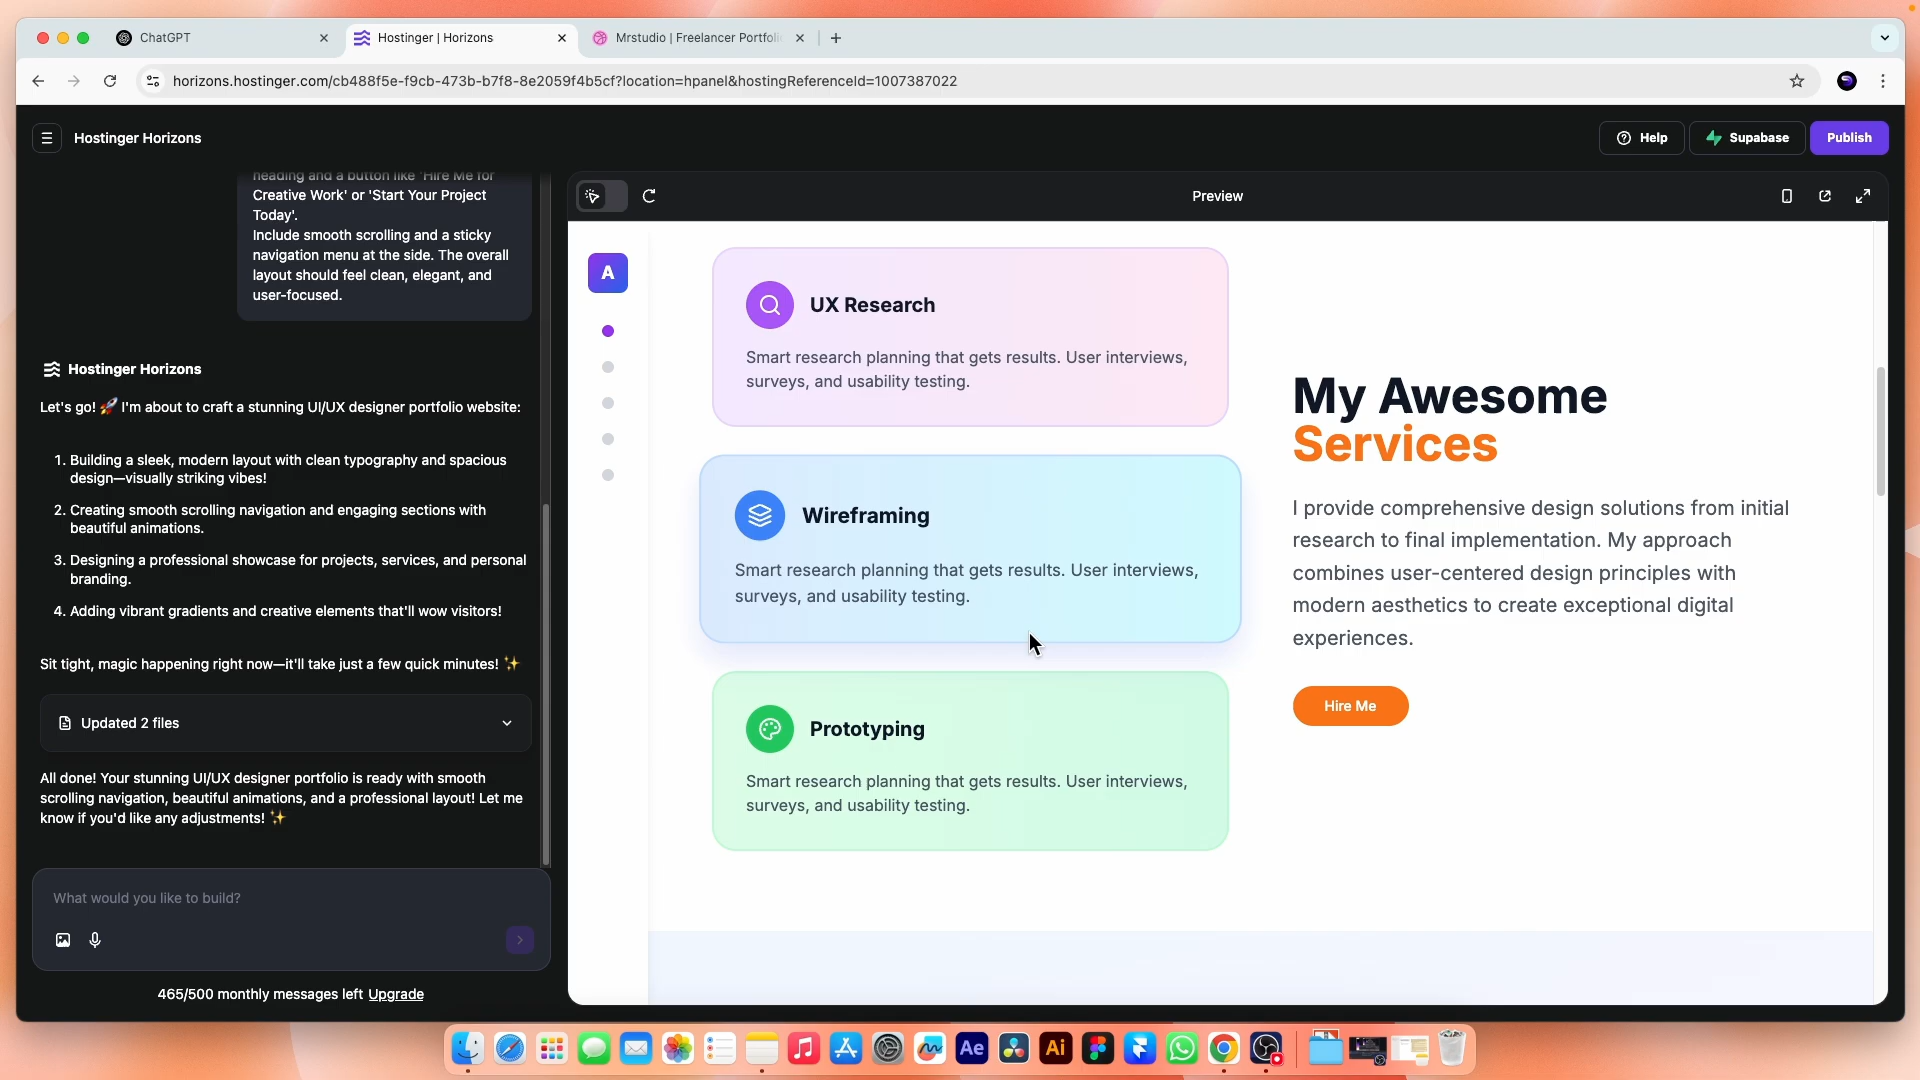 ChatGPT
Hostinger | Horizons
Mrstudio | Freelancer Portfoli
horizons.hostinger.com/cb488f5e-f9cb-473b-b7f8-8e2059f4b5cf?location=hpanel&hostingReferenceId=1007387022
Hostinger Horizons
Help
Supabase
Publish
heading and a button like 'Hire Me for
Creative Work' or 'Start Your Project
Today'.
Include smooth scrolling and a sticky
navigation menu at the side. The overall
layout should feel clean, elegant, and
user-focused.
Hostinger Horizons
Let's go! 🚀 I'm about to craft a stunning UI/UX designer portfolio website:
1. Building a sleek, modern layout with clean typography and spacious
design—visually striking vibes!
2. Creating smooth scrolling navigation and engaging sections with
beautiful animations.
3. Designing a professional showcase for projects, services, and personal
branding.
4. Adding vibrant gradients and creative elements that'll wow visitors!
Sit tight, magic happening right now—it'll take just a few quick minutes! ✨
Updated 2 files
All done! Your stunning UI/UX designer portfolio is ready with smooth
scrolling navigation, beautiful animations, and a professional layout! Let me
know if you'd like any adjustments! ✨
What would you like to build?
465/500 monthly messages left Upgrade
Preview
A
UX Research
Smart research planning that gets results. User interviews,
surveys, and usability testing.
Wireframing
Smart research planning that gets results. User interviews,
surveys, and usability testing.
Prototyping
Smart research planning that gets results. User interviews,
surveys, and usability testing.
My Awesome
Services
I provide comprehensive design solutions from initial
research to final implementation. My approach
combines user-centered design principles with
modern aesthetics to create exceptional digital
experiences.
Hire Me
Ae
Ai